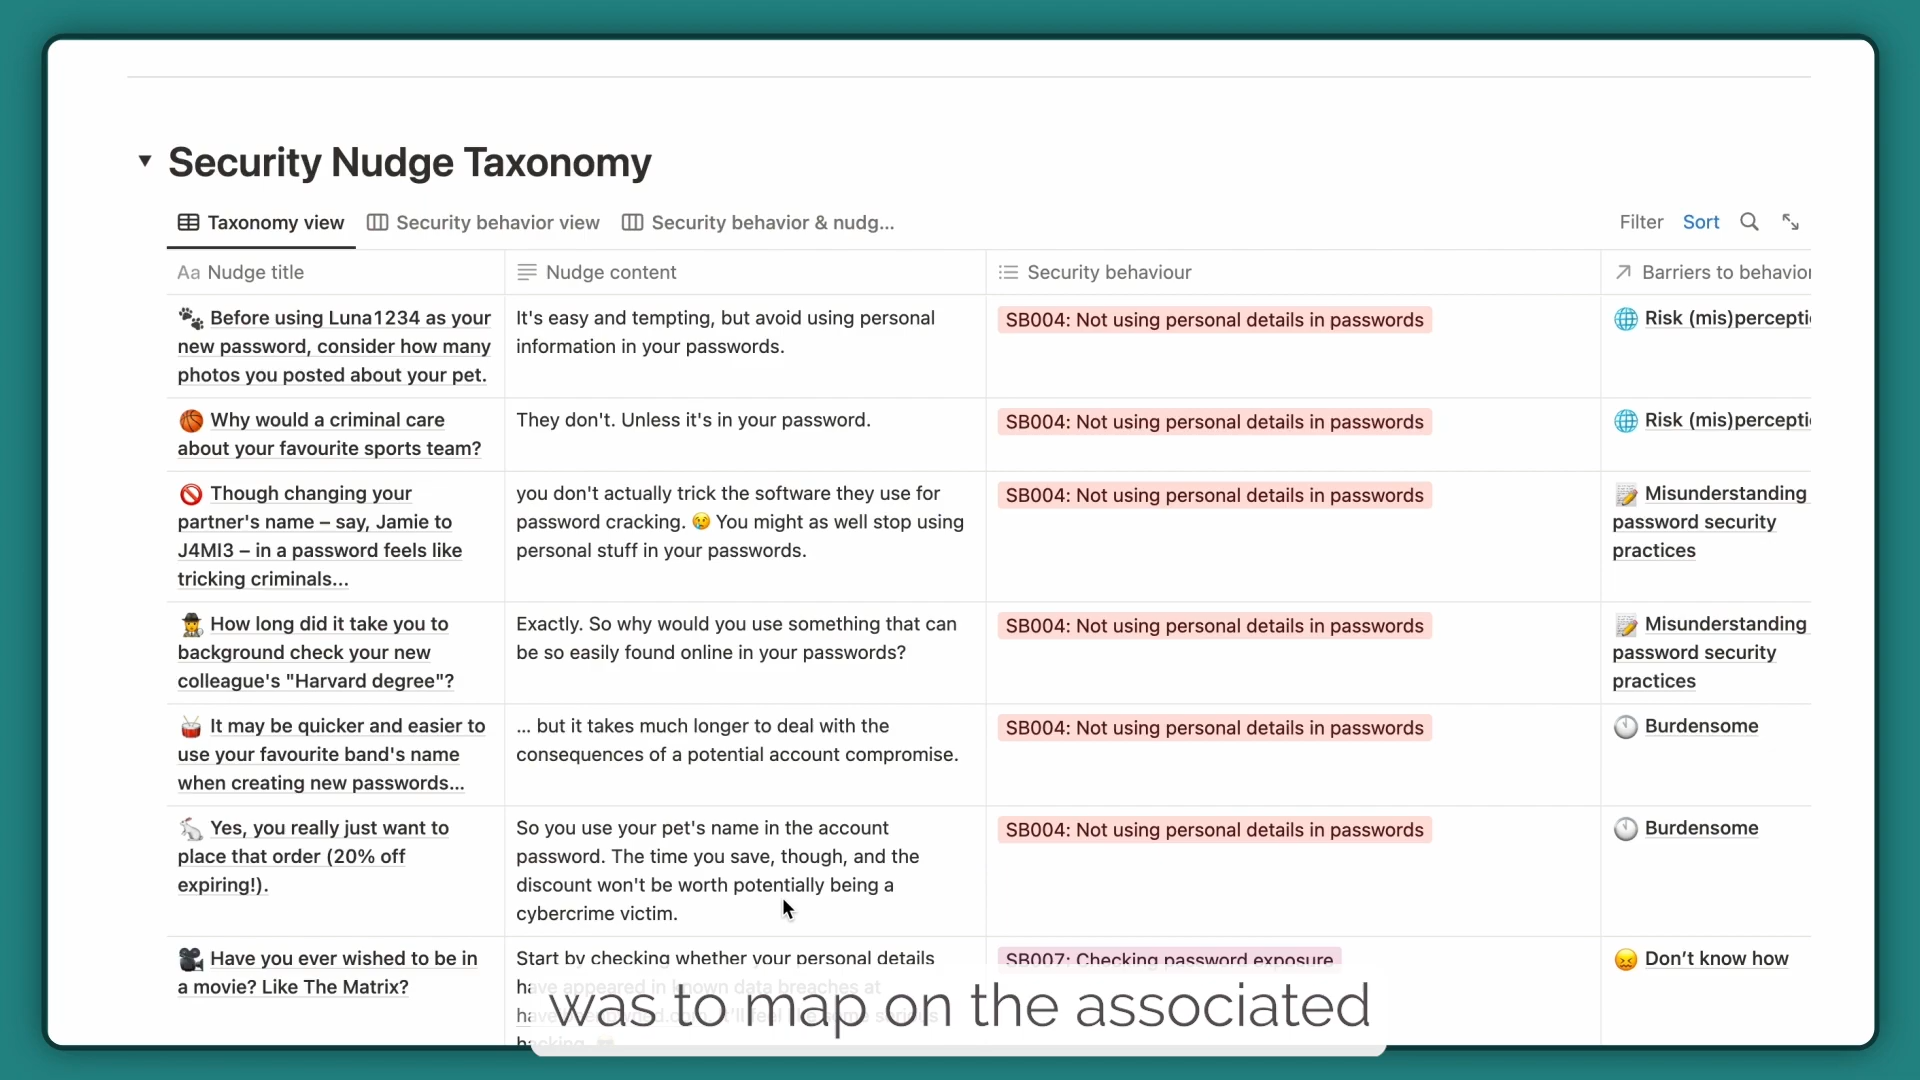 Security Nudge Taxonomy
Taxonomy view
Security behavior view
Security behavior & nudg...
Filter
Sort
Aa Nudge title
Nudge content
Security behaviour
Barriers to behavior
Before using Luna1234 as your
new password, consider how many
photos you posted about your pet.
It's easy and tempting, but avoid using personal
information in your passwords.
SB004: Not using personal details in passwords
Risk (mis)percepti
Why would a criminal care
about your favourite sports team?
They don't. Unless it's in your password.
SB004: Not using personal details in passwords
Risk (mis)percepti
Though changing your
partner's name – say, Jamie to
J4MI3 – in a password feels like
tricking criminals...
you don't actually trick the software they use for
password cracking. 😢 You might as well stop using
personal stuff in your passwords.
SB004: Not using personal details in passwords
Misunderstanding
password security
practices
How long did it take you to
background check your new
colleague's "Harvard degree"?
Exactly. So why would you use something that can
be so easily found online in your passwords?
SB004: Not using personal details in passwords
Misunderstanding
password security
practices
It may be quicker and easier to
use your favourite band's name
when creating new passwords...
... but it takes much longer to deal with the
consequences of a potential account compromise.
SB004: Not using personal details in passwords
Burdensome
Yes, you really just want to
place that order (20% off
expiring!).
So you use your pet's name in the account
password. The time you save, though, and the
discount won't be worth potentially being a
cybercrime victim.
SB004: Not using personal details in passwords
Burdensome
Have you ever wished to be in
a movie? Like The Matrix?
Start by checking whether your personal details
have appeared in known data breaches at
SB007: Checking password exposure
Don't know how
was to map on the associated